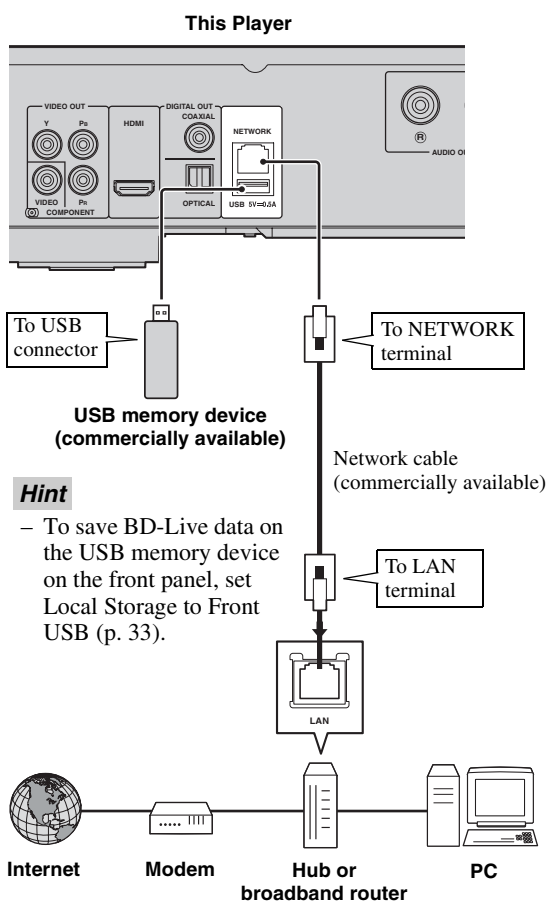 This Player
VIDEO OUT
Y
PB
VIDEO
PR
COMPONENT
HDMI
DIGITAL OUT
COAXIAL
OPTICAL
NETWORK
USB 5V⎓0.5A
R
AUDIO OU
To USB
connector
To NETWORK
terminal
USB memory device
(commercially available)
Network cable
(commercially available)
Hint
– To save BD-Live data on
the USB memory device
on the front panel, set
Local Storage to Front
USB (p. 33).
To LAN
terminal
LAN
Internet
Modem
Hub or
broadband router
PC